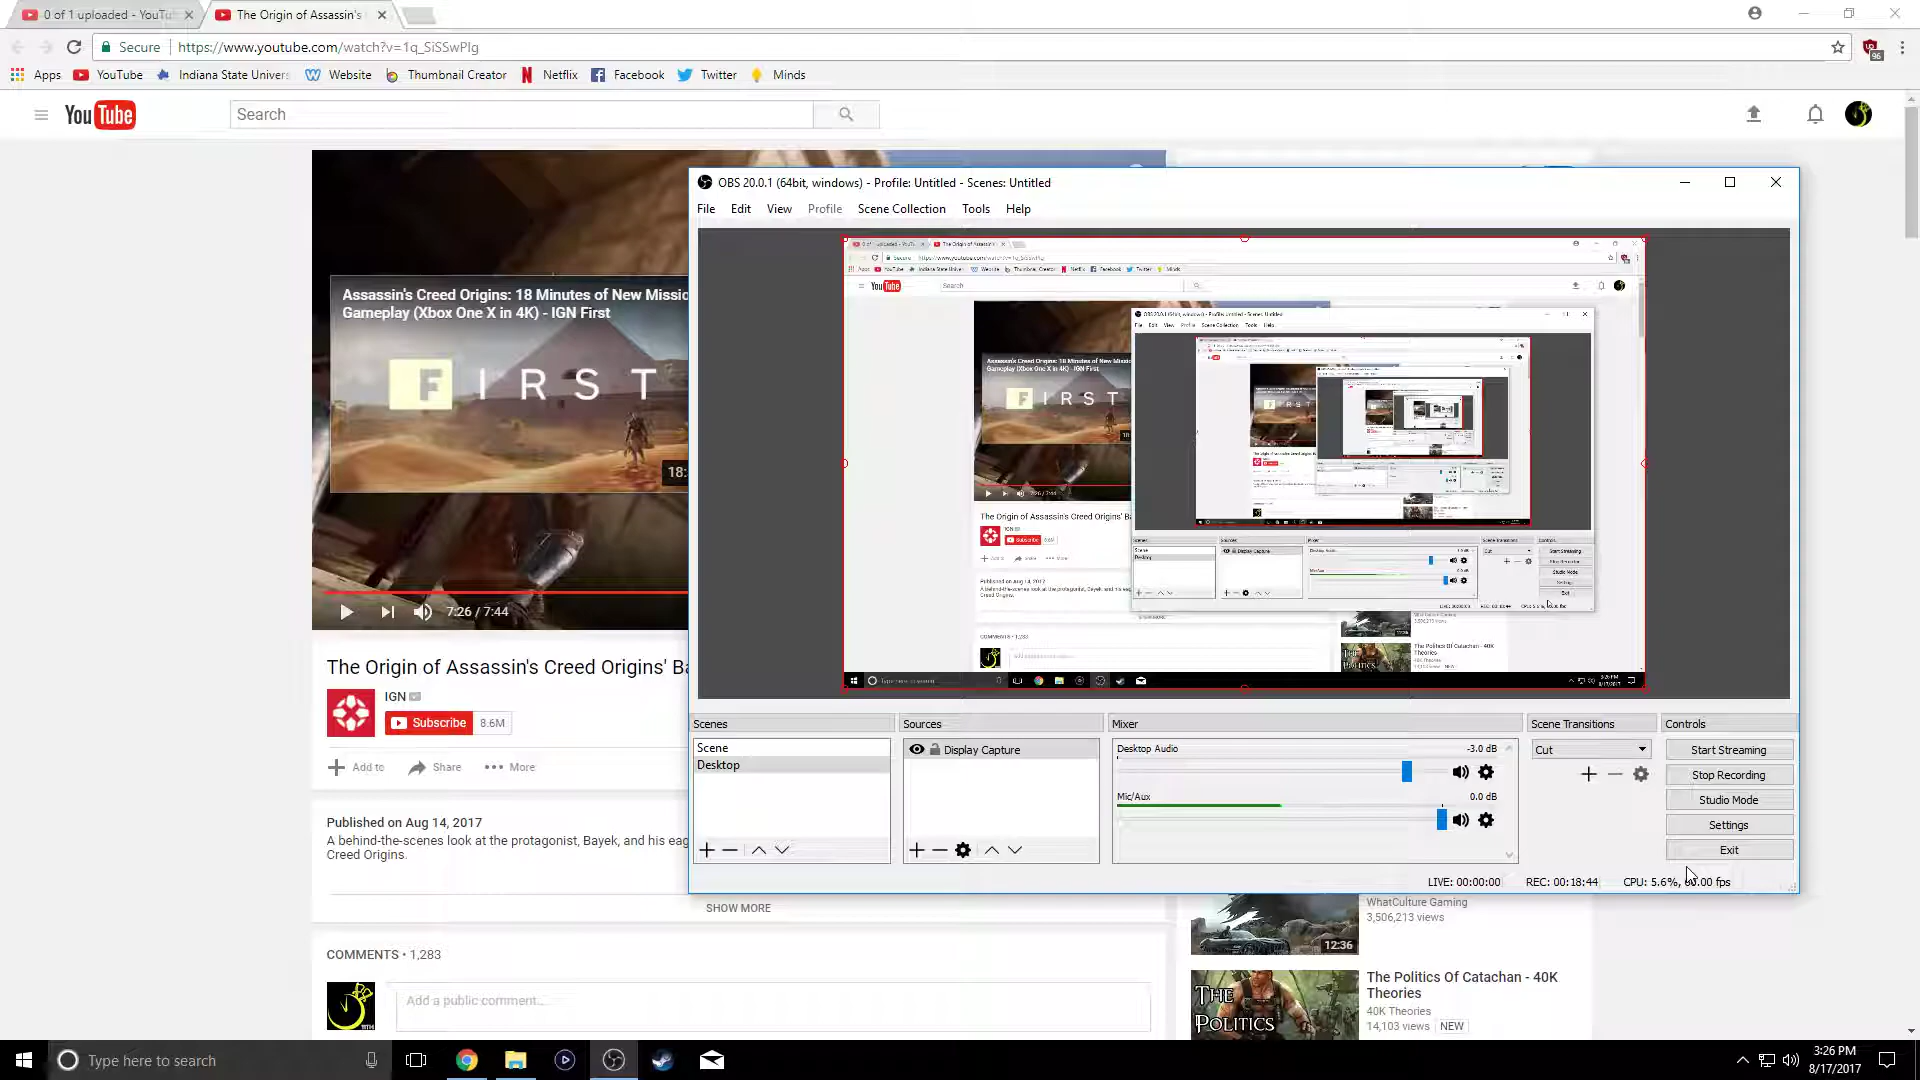 0 of 1 uploaded - YouTu
The Origin of Assassin's
Secure
https://www.youtube.com/watch?v=1q_SiSSwPIg
96
Apps
YouTube
Indiana State Univers
Website
Thumbnail Creator
Netflix
Facebook
Twitter
Minds
YouTube
Search
Assassin's Creed Origins: 18 Minutes of New Missio
Gameplay (Xbox One X in 4K) - IGN First
FIRST
18:
7:26 / 7:44
The Origin of Assassin's Creed Origins' Ba
IGN
Subscribe
8.6M
Add to
Share
More
Published on Aug 14, 2017
A behind-the-scenes look at the protagonist, Bayek, and his eag
Creed Origins.
SHOW MORE
COMMENTS • 1,283
Add a public comment...
OBS 20.0.1 (64bit, windows) - Profile: Untitled - Scenes: Untitled
File
Edit
View
Profile
Scene Collection
Tools
Help
Scenes
Scene
Desktop
Sources
Display Capture
Mixer
Desktop Audio
-3.0 dB
Mic/Aux
0.0 dB
Scene Transitions
Cut
Controls
Start Streaming
Stop Recording
Studio Mode
Settings
Exit
LIVE: 00:00:00
REC: 00:18:44
CPU: 5.6%, 60.00 fps
WhatCulture Gaming
3,506,213 views
12:36
The Politics Of Catachan - 40K
Theories
40K Theories
14,103 views
NEW
THE
POLITICS
Type here to search
3:26 PM
8/17/2017